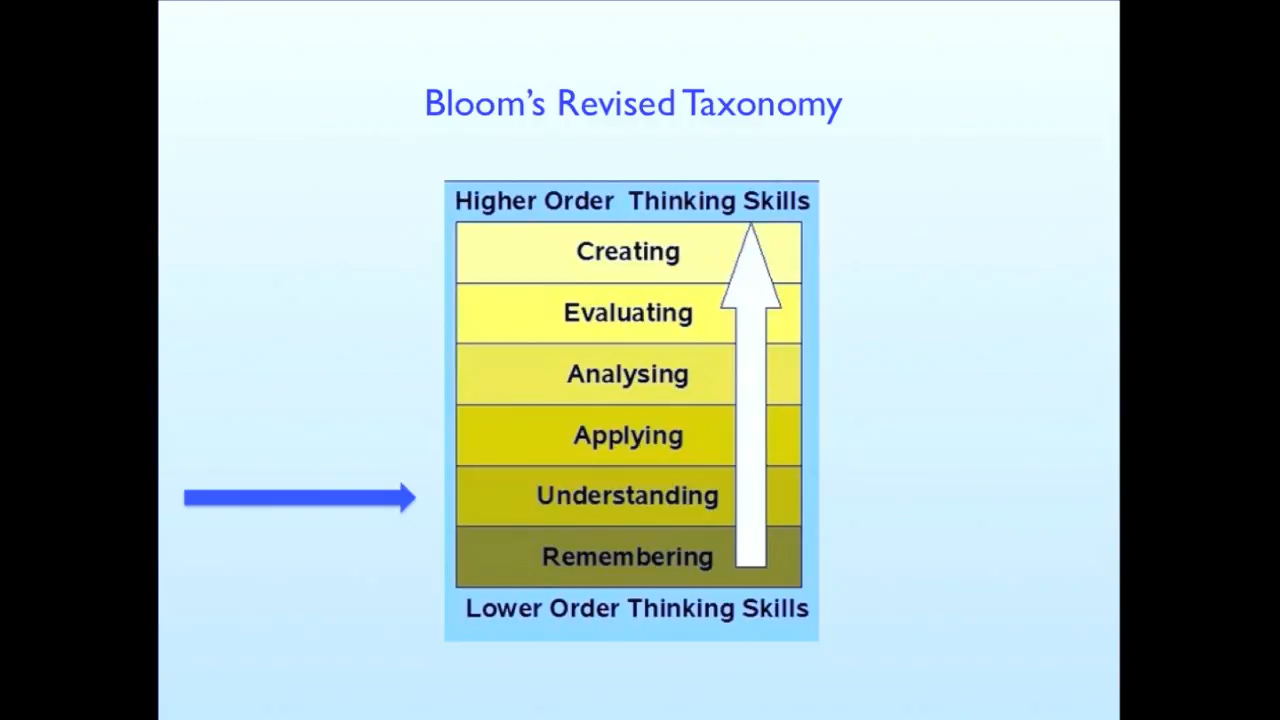 Bloom's Revised Taxonomy
Higher Order Thinking Skills
Creating
Evaluating
Analysing
Applying
Understanding
Remembering
Lower Order Thinking Skills